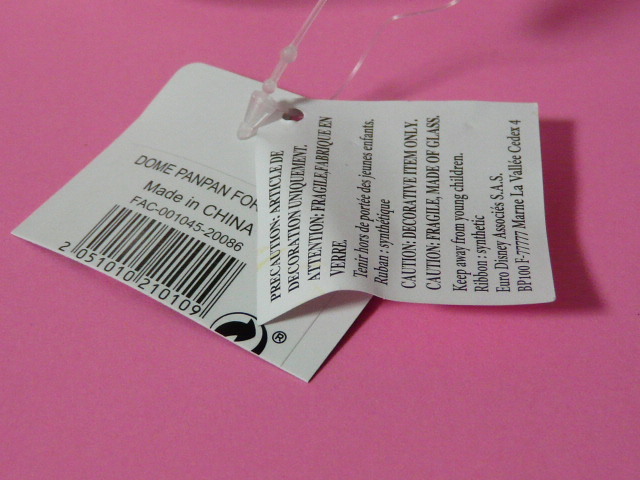 DOME PANPAN FOR
Made in CHINA
FAC-001045-20086
2 051010 210109
®
PRECAUTION: ARTICLE DE
DECORATION UNIQUEMENT.
ATTENTION: FRAGILE,FABRIQUE EN
VERRE
Tenir hors de portée des jeunes enfants.
Ruban : synthétique
CAUTION: DECORATIVE ITEM ONLY.
CAUTION: FRAGILE, MADE OF GLASS.
Keep away from young children.
Ribbon : synthetic
Euro Disney Associés S.A.S.
BP100 F-77777 Marne La Vallée Cedex 4